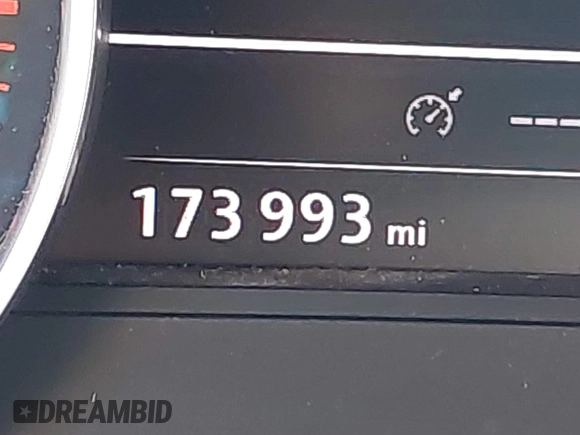 ---
173 993 mi
DREAMBID